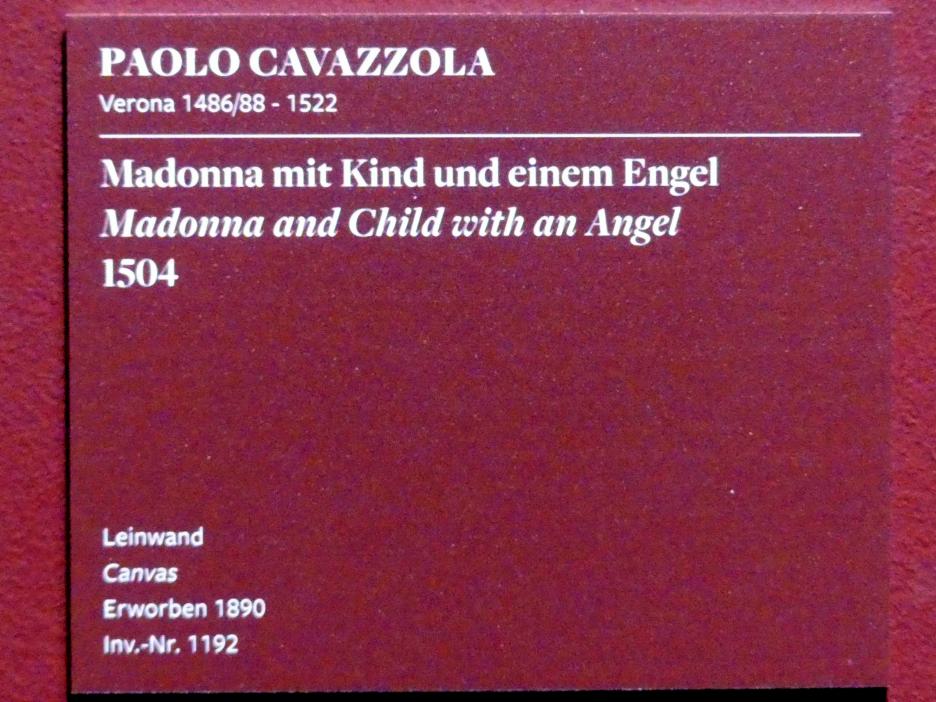 PAOLO CAVAZZOLA
Verona 1486/88 - 1522
Madonna mit Kind und einem Engel
Madonna and Child with an Angel
1504
Leinwand
Canvas
Erworben 1890
Inv.-Nr. 1192